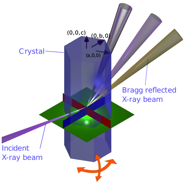 (0,0,c)
(0,b,0)
Crystal
(a,0,0)
Bragg reflected
X-ray beam
Incident
X-ray beam